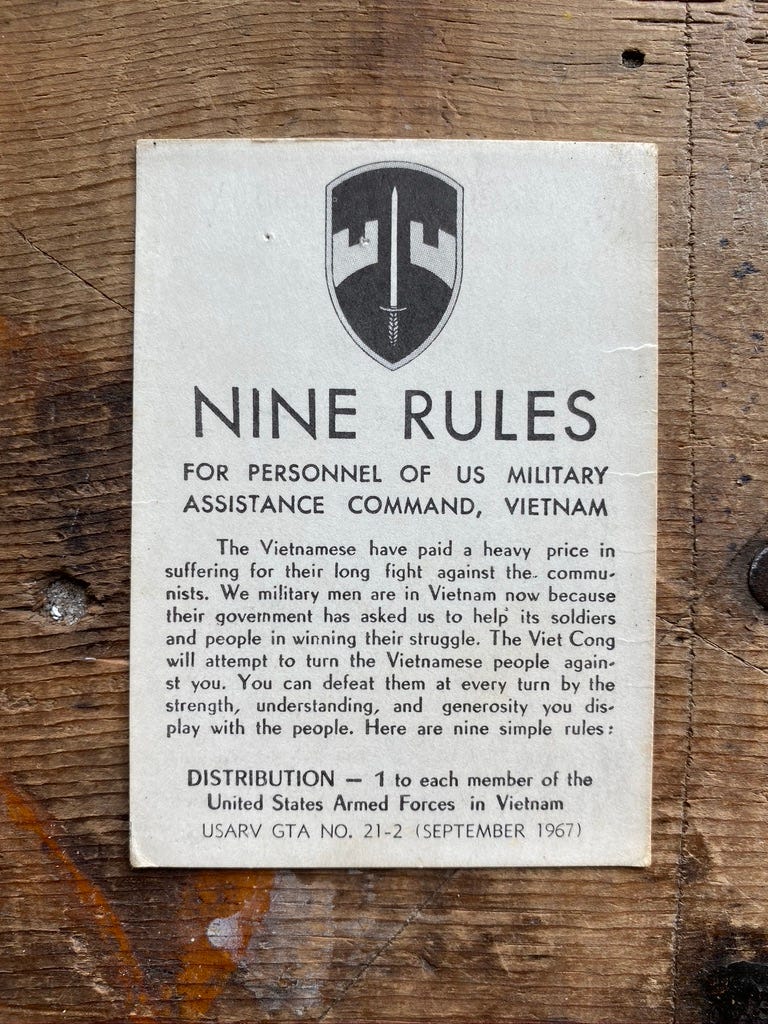 NINE RULES
FOR PERSONNEL OF US MILITARY
ASSISTANCE COMMAND, VIETNAM
The Vietnamese have paid a heavy price in
suffering for their long fight against the commu-
nists. We military men are in Vietnam now because
their government has asked us to help its soldiers
and people in winning their struggle. The Viet Cong
will attempt to turn the Vietnamese people again-
st you. You can defeat them at every turn by the
strength, understanding, and generosity you dis-
play with the people. Here are nine simple rules:
DISTRIBUTION — 1 to each member of the
United States Armed Forces in Vietnam
USARV GTA NO. 21-2 (SEPTEMBER 1967)